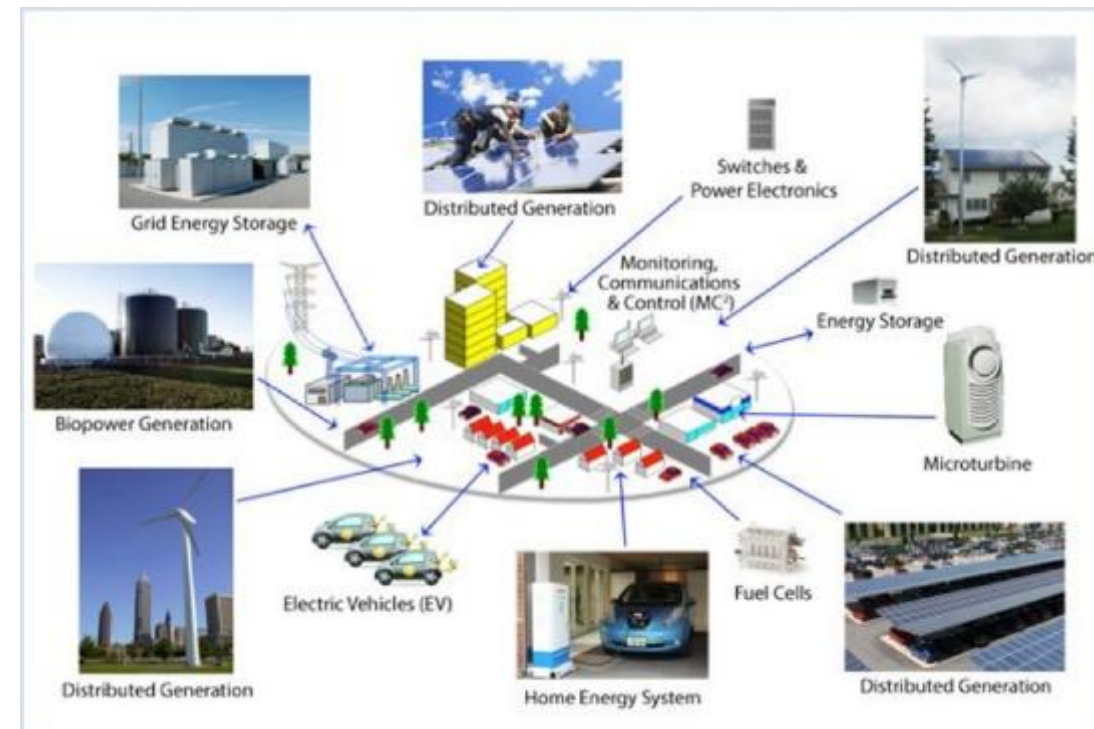 Switches &
Power Electronics
Distributed Generation
Grid Energy Storage
Distributed Generation
Monitoring,
Communications
& Control (MC²)
Energy Storage
Biopower Generation
Microturbine
Electric Vehicles (EV)
Fuel Cells
Distributed Generation
Home Energy System
Distributed Generation